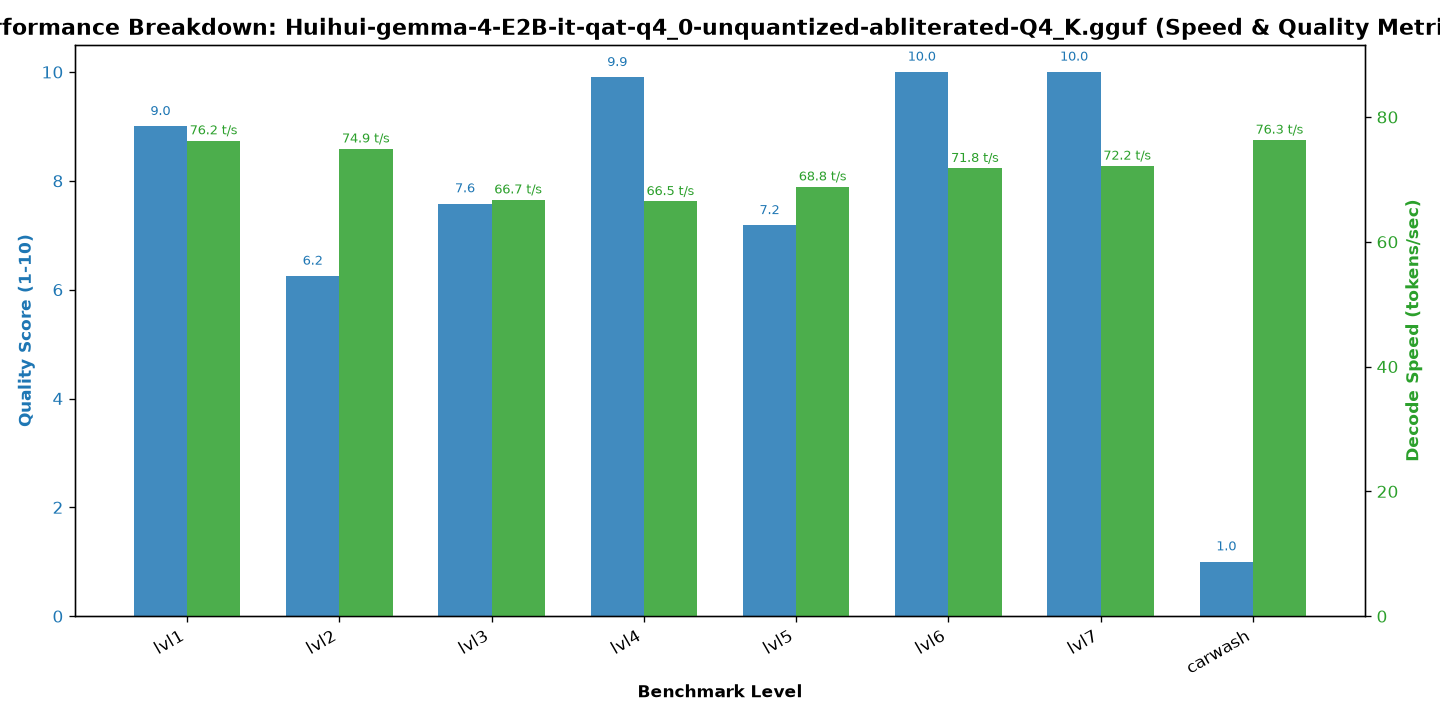 formance Breakdown: Huihui-gemma-4-E2B-it-qat-q4_0-unquantized-abliterated-Q4_K.gguf (Speed & Quality Metri
10
8
6
4
2
0
Quality Score (1-10)
9.0
76.2 t/s
6.2
74.9 t/s
7.6
66.7 t/s
9.9
66.5 t/s
7.2
68.8 t/s
10.0
71.8 t/s
10.0
72.2 t/s
1.0
76.3 t/s
80
60
40
20
0
Decode Speed (tokens/sec)
lvl1
lvl2
lvl3
lvl4
lvl5
lvl6
lvl7
carwash
Benchmark Level